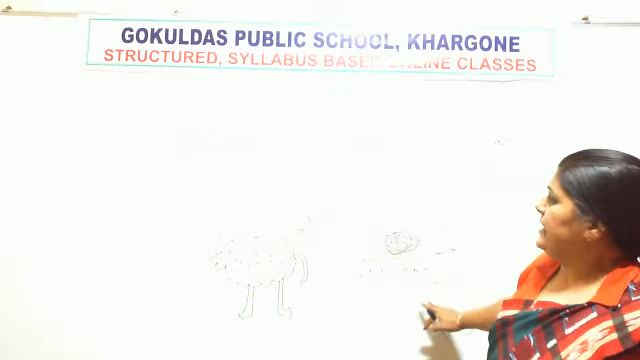 GOKULDAS PUBLIC SCHOOL, KHARGONE
STRUCTURED, SYLLABUS BASED ONLINE CLASSES